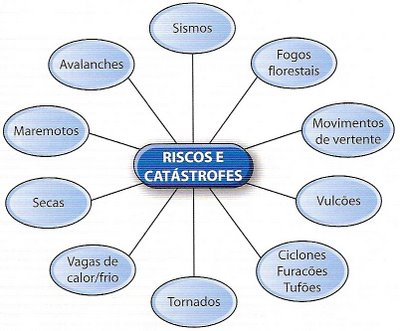 Sismos
Avalanches
Fogos
florestais
Maremotos
Movimentos
de vertente
RISCOS E
CATÁSTROFES
Secas
Vulcões
Vagas de
calor/frio
Ciclones
Furacões
Tufões
Tornados